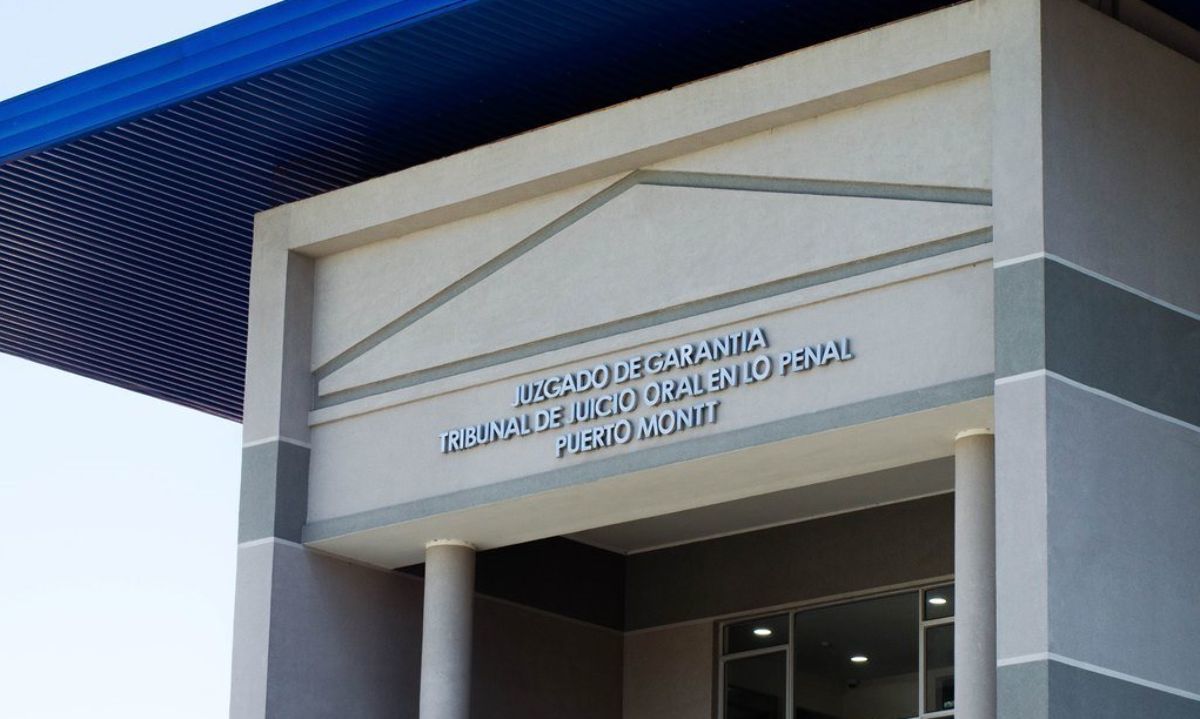 JUZGADO DE GARANTIA
TRIBUNAL DE JUICIO ORAL EN LO PENAL
PUERTO MONTT